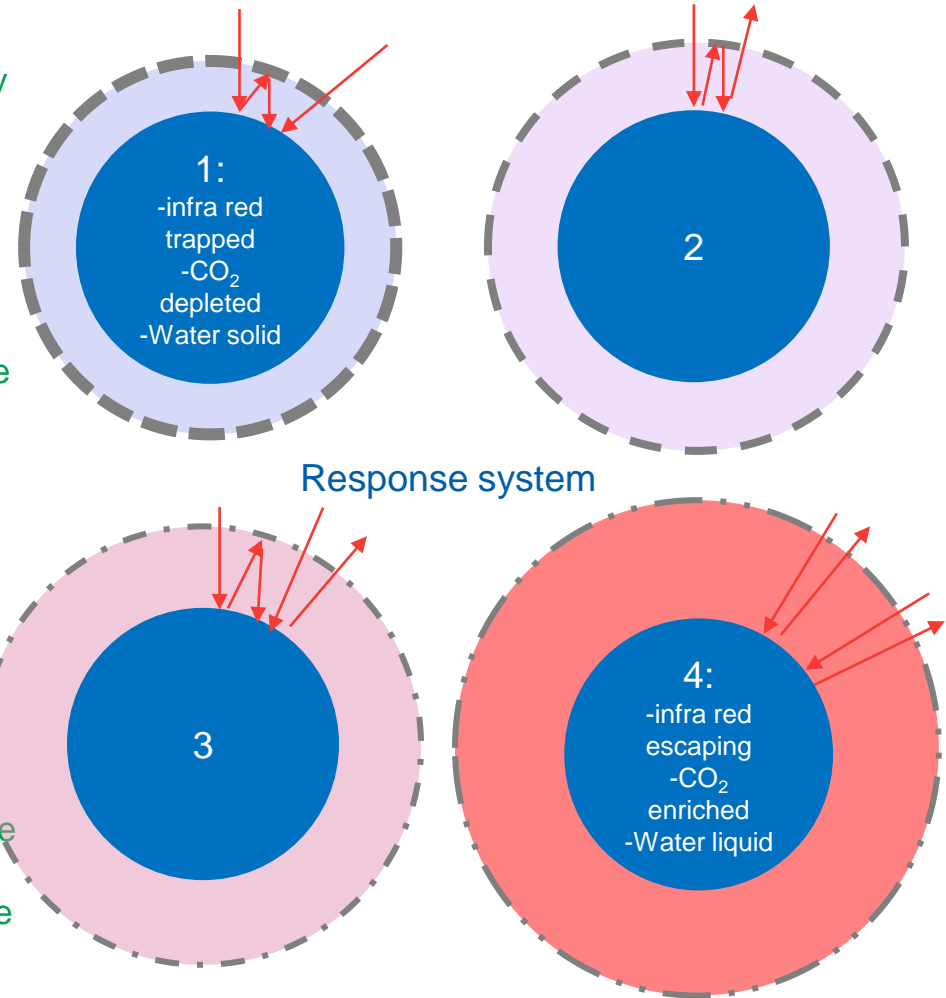 y
1:
-infra red
trapped
-CO₂
depleted
-Water solid
2
e
Response system
3
4:
-infra red
escaping
-CO₂
enriched
-Water liquid
e
e